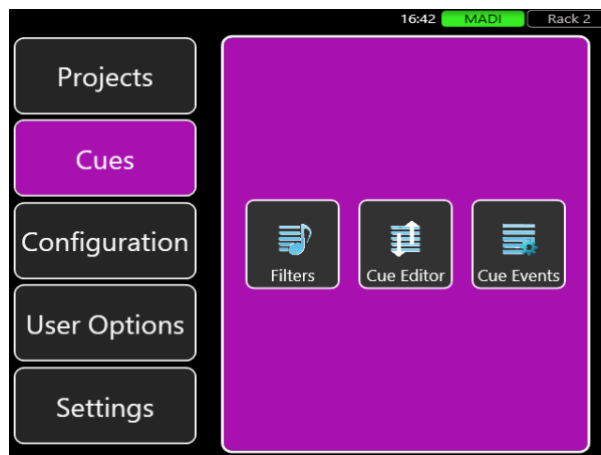 16:42 MADI Rack 2
Projects
Cues
Configuration
User Options
Settings
Filters
Cue Editor
Cue Events